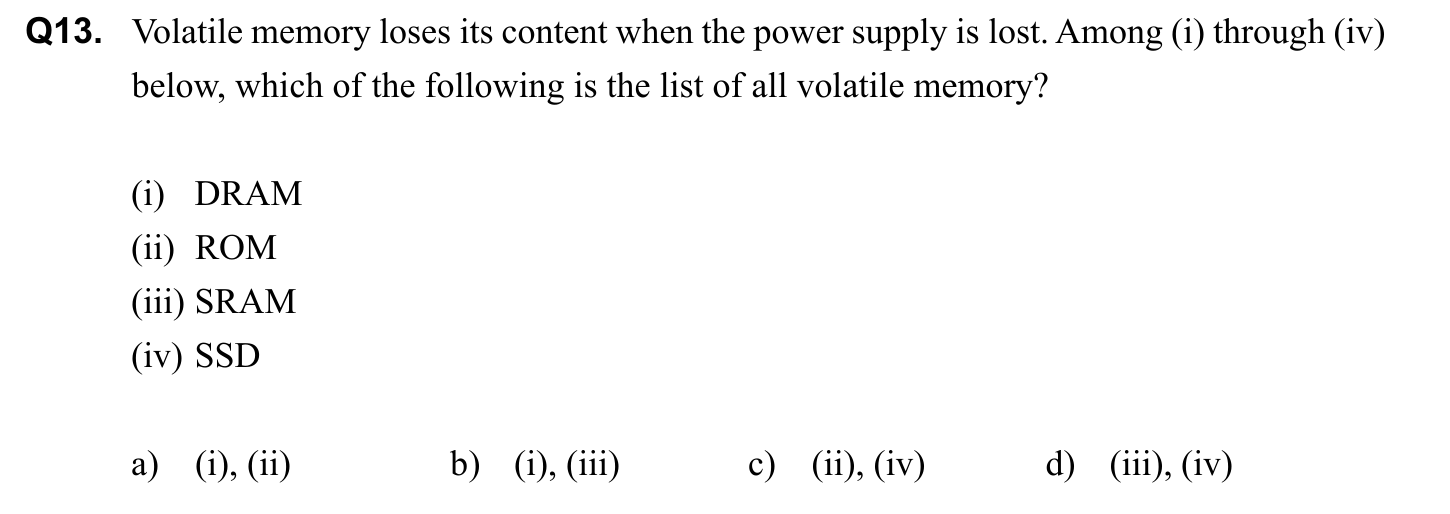 Q13. Volatile memory loses its content when the power supply is lost. Among (i) through (iv)
below, which of the following is the list of all volatile memory?
(i) DRAM
(ii) ROM
(iii) SRAM
(iv) SSD
a) (i), (ii) b) (i), (iii) c) (ii), (iv) d) (iii), (iv)